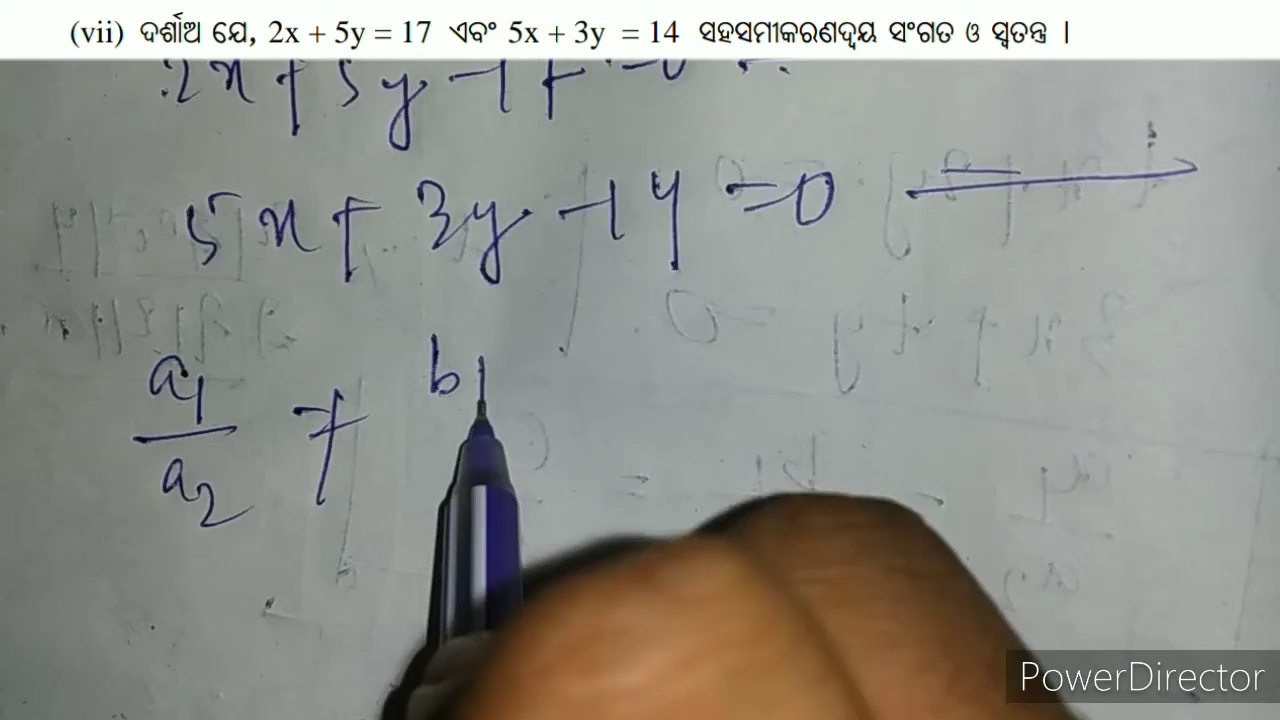 (vii) ଦର୍ଶାଅ ଯେ, 2x + 5y = 17 ଏବଂ 5x + 3y = 14 ସହସମୀକରଣଦ୍ୱୟ ସଂଗତ ଓ ସ୍ୱତନ୍ତ୍ର ।
2x + 5y - 17 = 0
5x + 3y - 14 = 0
a1 b1
— ≠
a2
PowerDirector